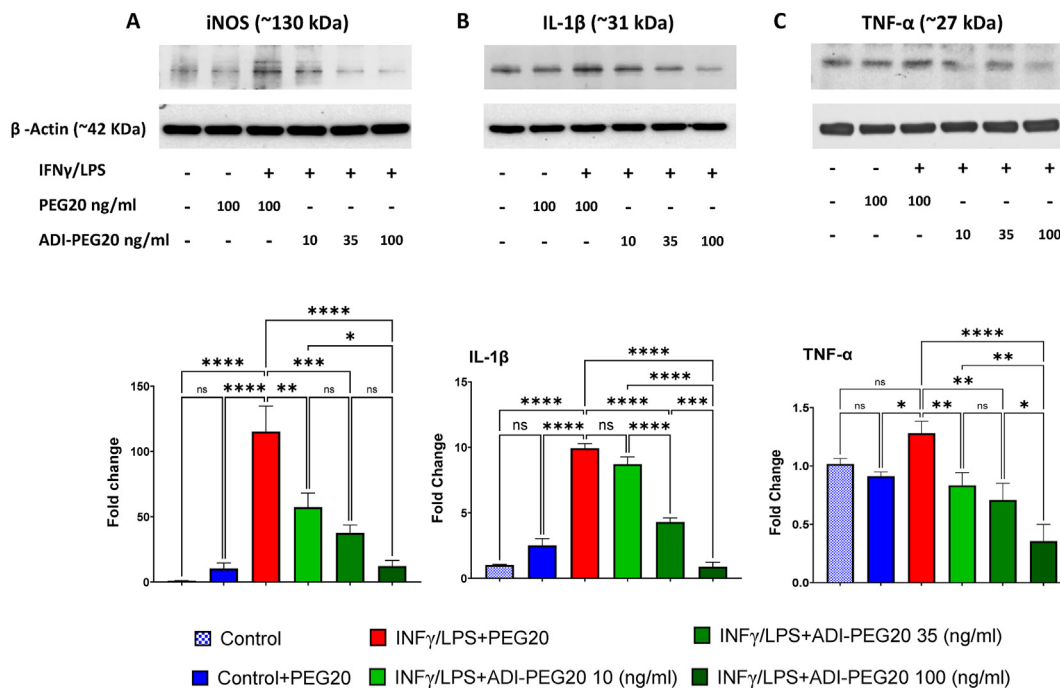 A iNOS (~130 kDa) B IL-1β (~31 kDa) C TNF-α (~27 kDa)
β -Actin (~42 KDa)
IFNγ/LPS - - + + + + - - + + + + - - + + + +
PEG20 ng/ml - 100 100 - 100 100 - 100 100
ADI-PEG20 ng/ml - - - 10 35 100 - - - 10 35 100 - - - 10 35 100
****
*
**** ***
ns **** ** ns ns
Fold change
150
100
50
0
IL-1β
****
****
**** **** ***
ns **** ns ****
Fold change
15
10
5
0
TNF-α
****
**
ns **
ns * ** ns *
Fold change
1.5
1.0
0.5
0.0
Control INFγ/LPS+PEG20 INFγ/LPS+ADI-PEG20 35 (ng/ml)
Control+PEG20 INFγ/LPS+ADI-PEG20 10 (ng/ml) INFγ/LPS+ADI-PEG20 100 (ng/ml)